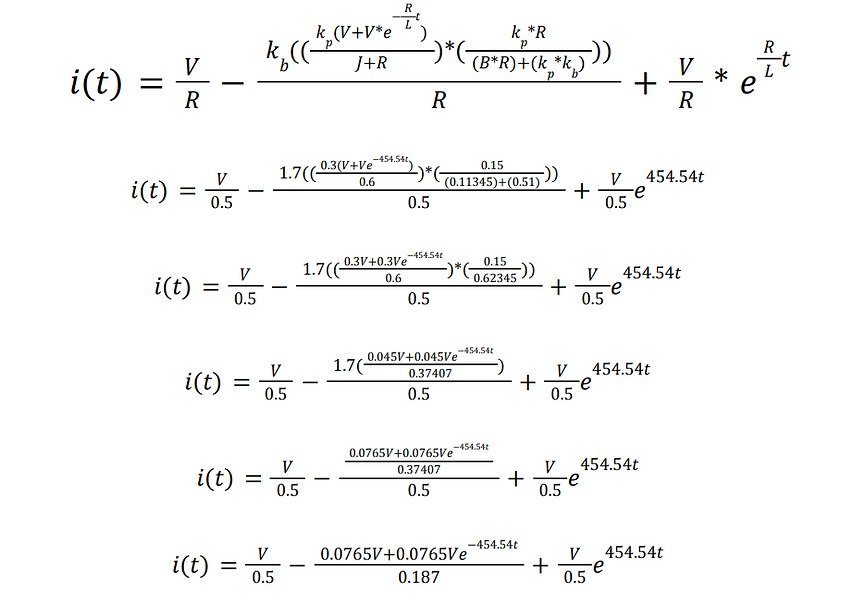 i(t) = V/R − k_b((k_p(V+V*e^(−R/L t))/J+R)*(k_p*R/(B*R)+(k_p*k_b)))/R + V/R * e^(R/L t)
i(t) = V/0.5 − 1.7((0.3(V+Ve^(−454.54t))/0.6)*(0.15/(0.11345)+(0.51)))/0.5 + V/0.5 e^(454.54t)
i(t) = V/0.5 − 1.7((0.3V+0.3Ve^(−454.54t)/0.6)*(0.15/0.62345))/0.5 + V/0.5 e^(454.54t)
i(t) = V/0.5 − 1.7(0.045V+0.045Ve^(−454.54t)/0.37407)/0.5 + V/0.5 e^(454.54t)
i(t) = V/0.5 − 0.0765V+0.0765Ve^(−454.54t)/0.37407/0.5 + V/0.5 e^(454.54t)
i(t) = V/0.5 − 0.0765V+0.0765Ve^(−454.54t)/0.187 + V/0.5 e^(454.54t)